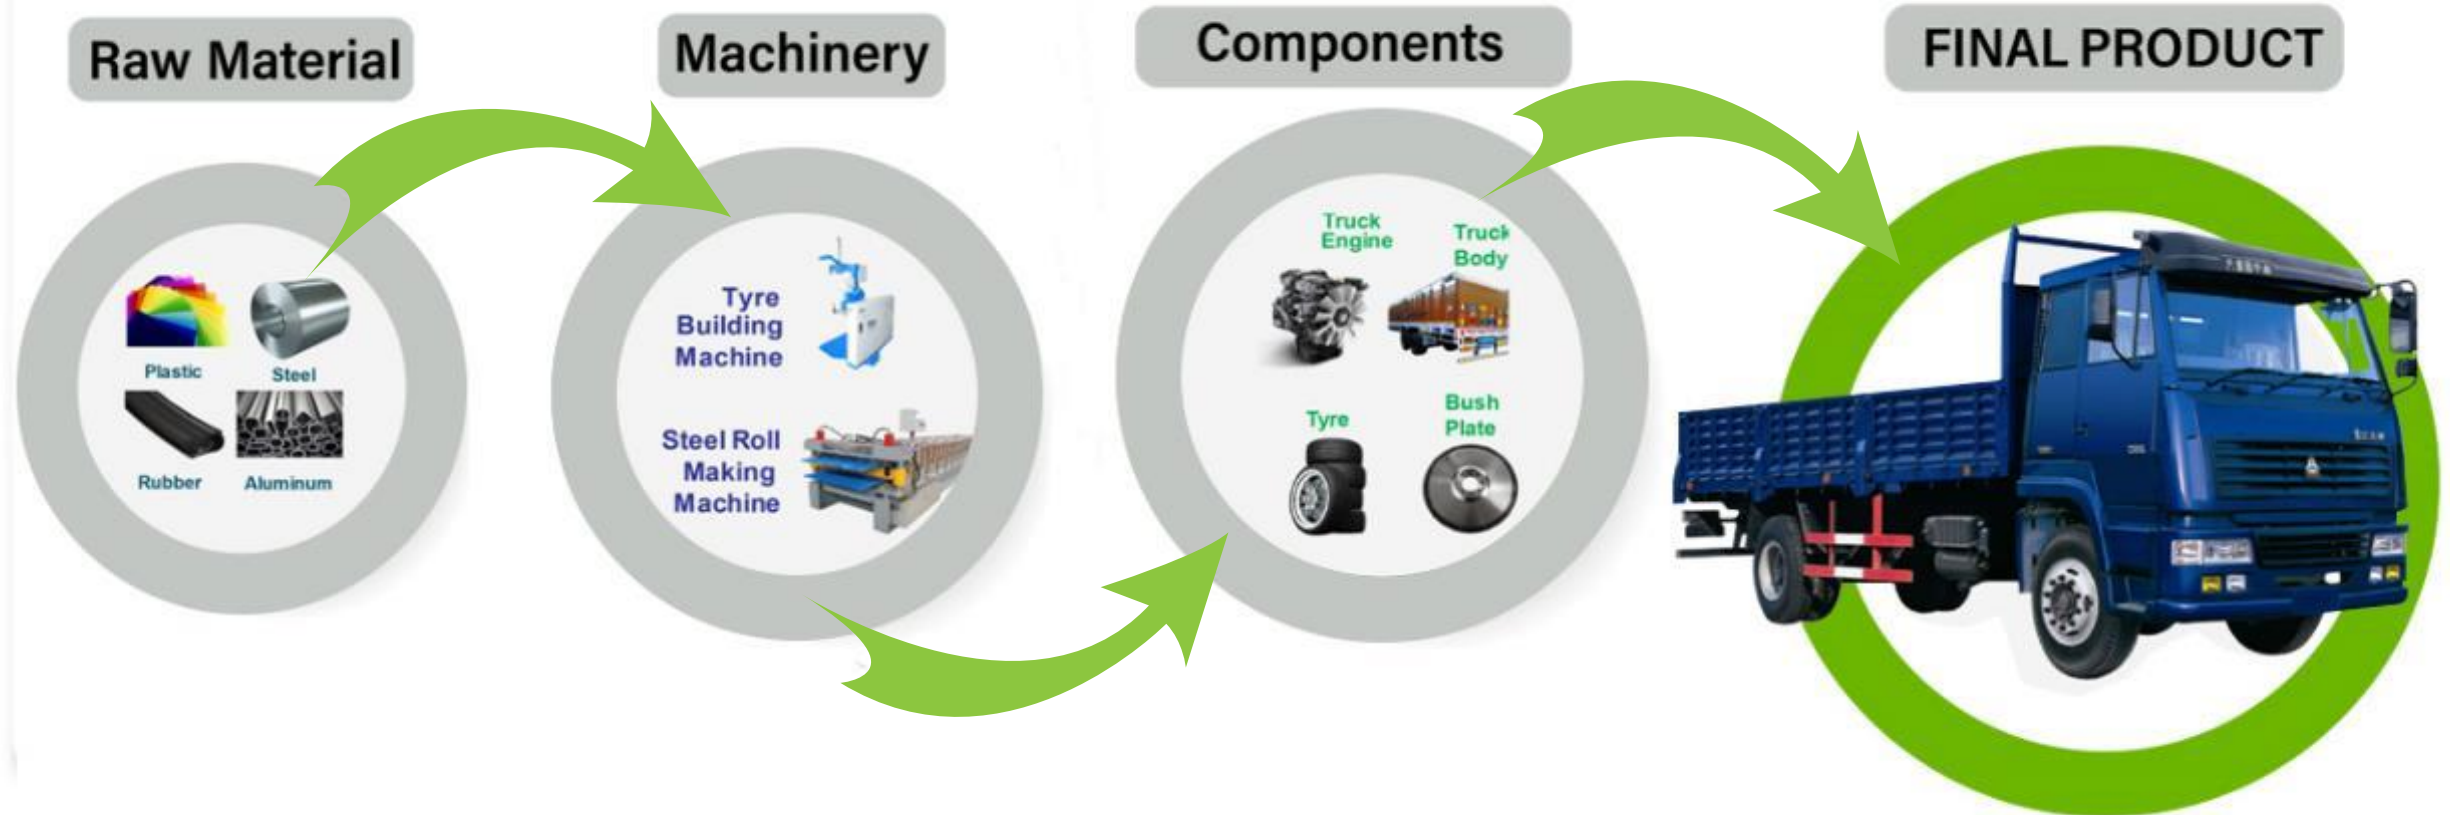 Raw Material
Machinery
Components
FINAL PRODUCT
Plastic
Steel
Rubber
Aluminum
Tyre
Building
Machine
Steel Roll
Making
Machine
Truck
Engine
Truck
Body
Tyre
Bush
Plate